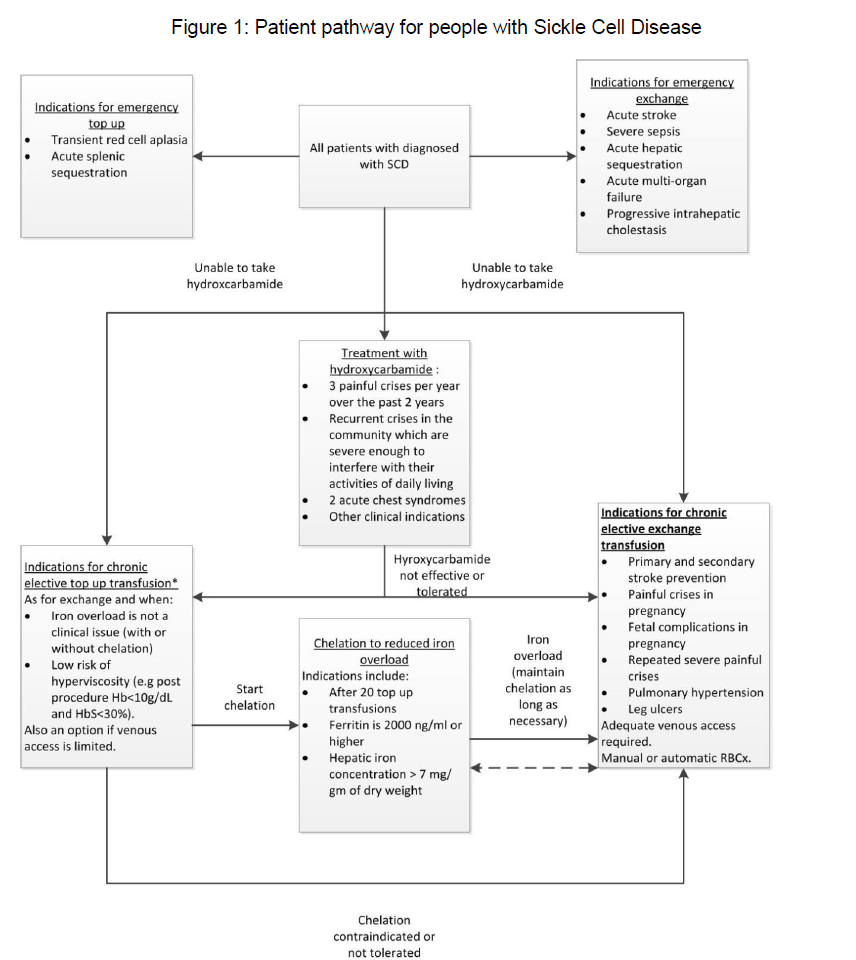 Figure 1: Patient pathway for people with Sickle Cell Disease
Indications for emergency
top up
• Transient red cell aplasia
• Acute splenic
sequestration
All patients with diagnosed
with SCD
Indications for emergency
exchange
• Acute stroke
• Severe sepsis
• Acute hepatic
sequestration
• Acute multi-organ
failure
• Progressive intrahepatic
cholestasis
Unable to take
hydroxcarbamide
Unable to take
hydroxycarbamide
Treatment with
hydroxycarbamide :
• 3 painful crises per year
over the past 2 years
• Recurrent crises in the
community which are
severe enough to
interfere with their
activities of daily living
• 2 acute chest syndromes
• Other clinical indications
Hyroxycarbamide
not effective or
tolerated
Indications for chronic
elective top up transfusion*
As for exchange and when:
• Iron overload is not a
clinical issue (with or
without chelation)
• Low risk of
hyperviscosity (e.g post
procedure Hb<10g/dL
and HbS<30%).
Also an option if venous
access is limited.
Start
chelation
Chelation to reduced iron
overload
Indications include:
• After 20 top up
transfusions
• Ferritin is 2000 ng/ml or
higher
• Hepatic iron
concentration > 7 mg/
gm of dry weight
Iron
overload
(maintain
chelation as
long as
necessary)
Indications for chronic
elective exchange
transfusion
• Primary and secondary
stroke prevention
• Painful crises in
pregnancy
• Fetal complications in
pregnancy
• Repeated severe painful
crises
• Pulmonary hypertension
• Leg ulcers
Adequate venous access
required.
Manual or automatic RBCx.
Chelation
contraindicated or
not tolerated